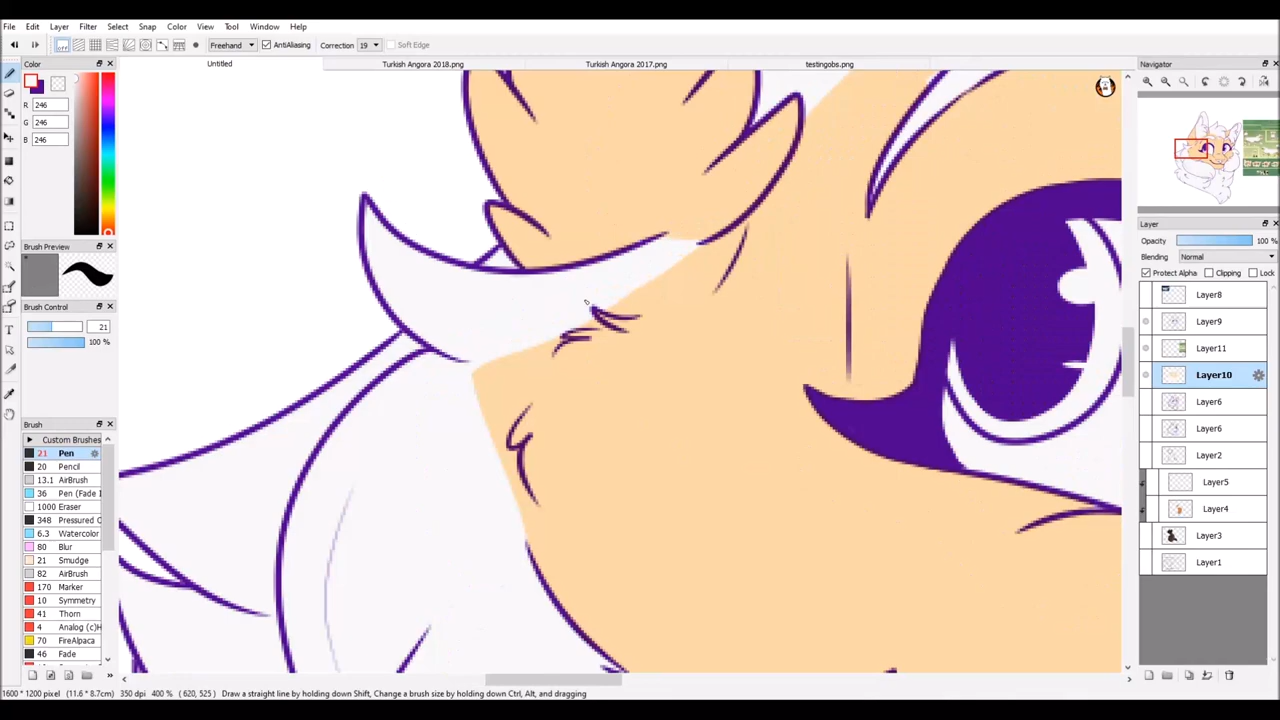 File Edit Layer Filter Select Snap Color View Tool Window Help
OFF Freehand AntiAliasing Correction 19 Soft Edge
Color Untitled Turkish Angora 2018.png Turkish Angora 2017.png testingobs.png Navigator
R 246
G 246
B 246
Brush Preview
Brush Control
21
100 %
Brush
Custom Brushes
21 Pen
20 Pencil
13.1 AirBrush
36 Pen (Fade I
1000 Eraser
348 Pressured C
6.3 Watercolor
80 Blur
21 Smudge
82 AirBrush
170 Marker
10 Symmetry
41 Thorn
4 Analog (c)H
70 FireAlpaca
46 Fade
Layer
Opacity 100 %
Blending Normal
Protect Alpha Clipping Lock
Layer8
Layer9
Layer11
Layer10
Layer6
Layer6
Layer2
Layer5
Layer4
Layer3
Layer1
1600 * 1200 pixel (11.6 * 8.7cm) 350 dpi 400 % ( 620, 525 ) Draw a straight line by holding down Shift, Change a brush size by holding down Ctrl, Alt, and dragging